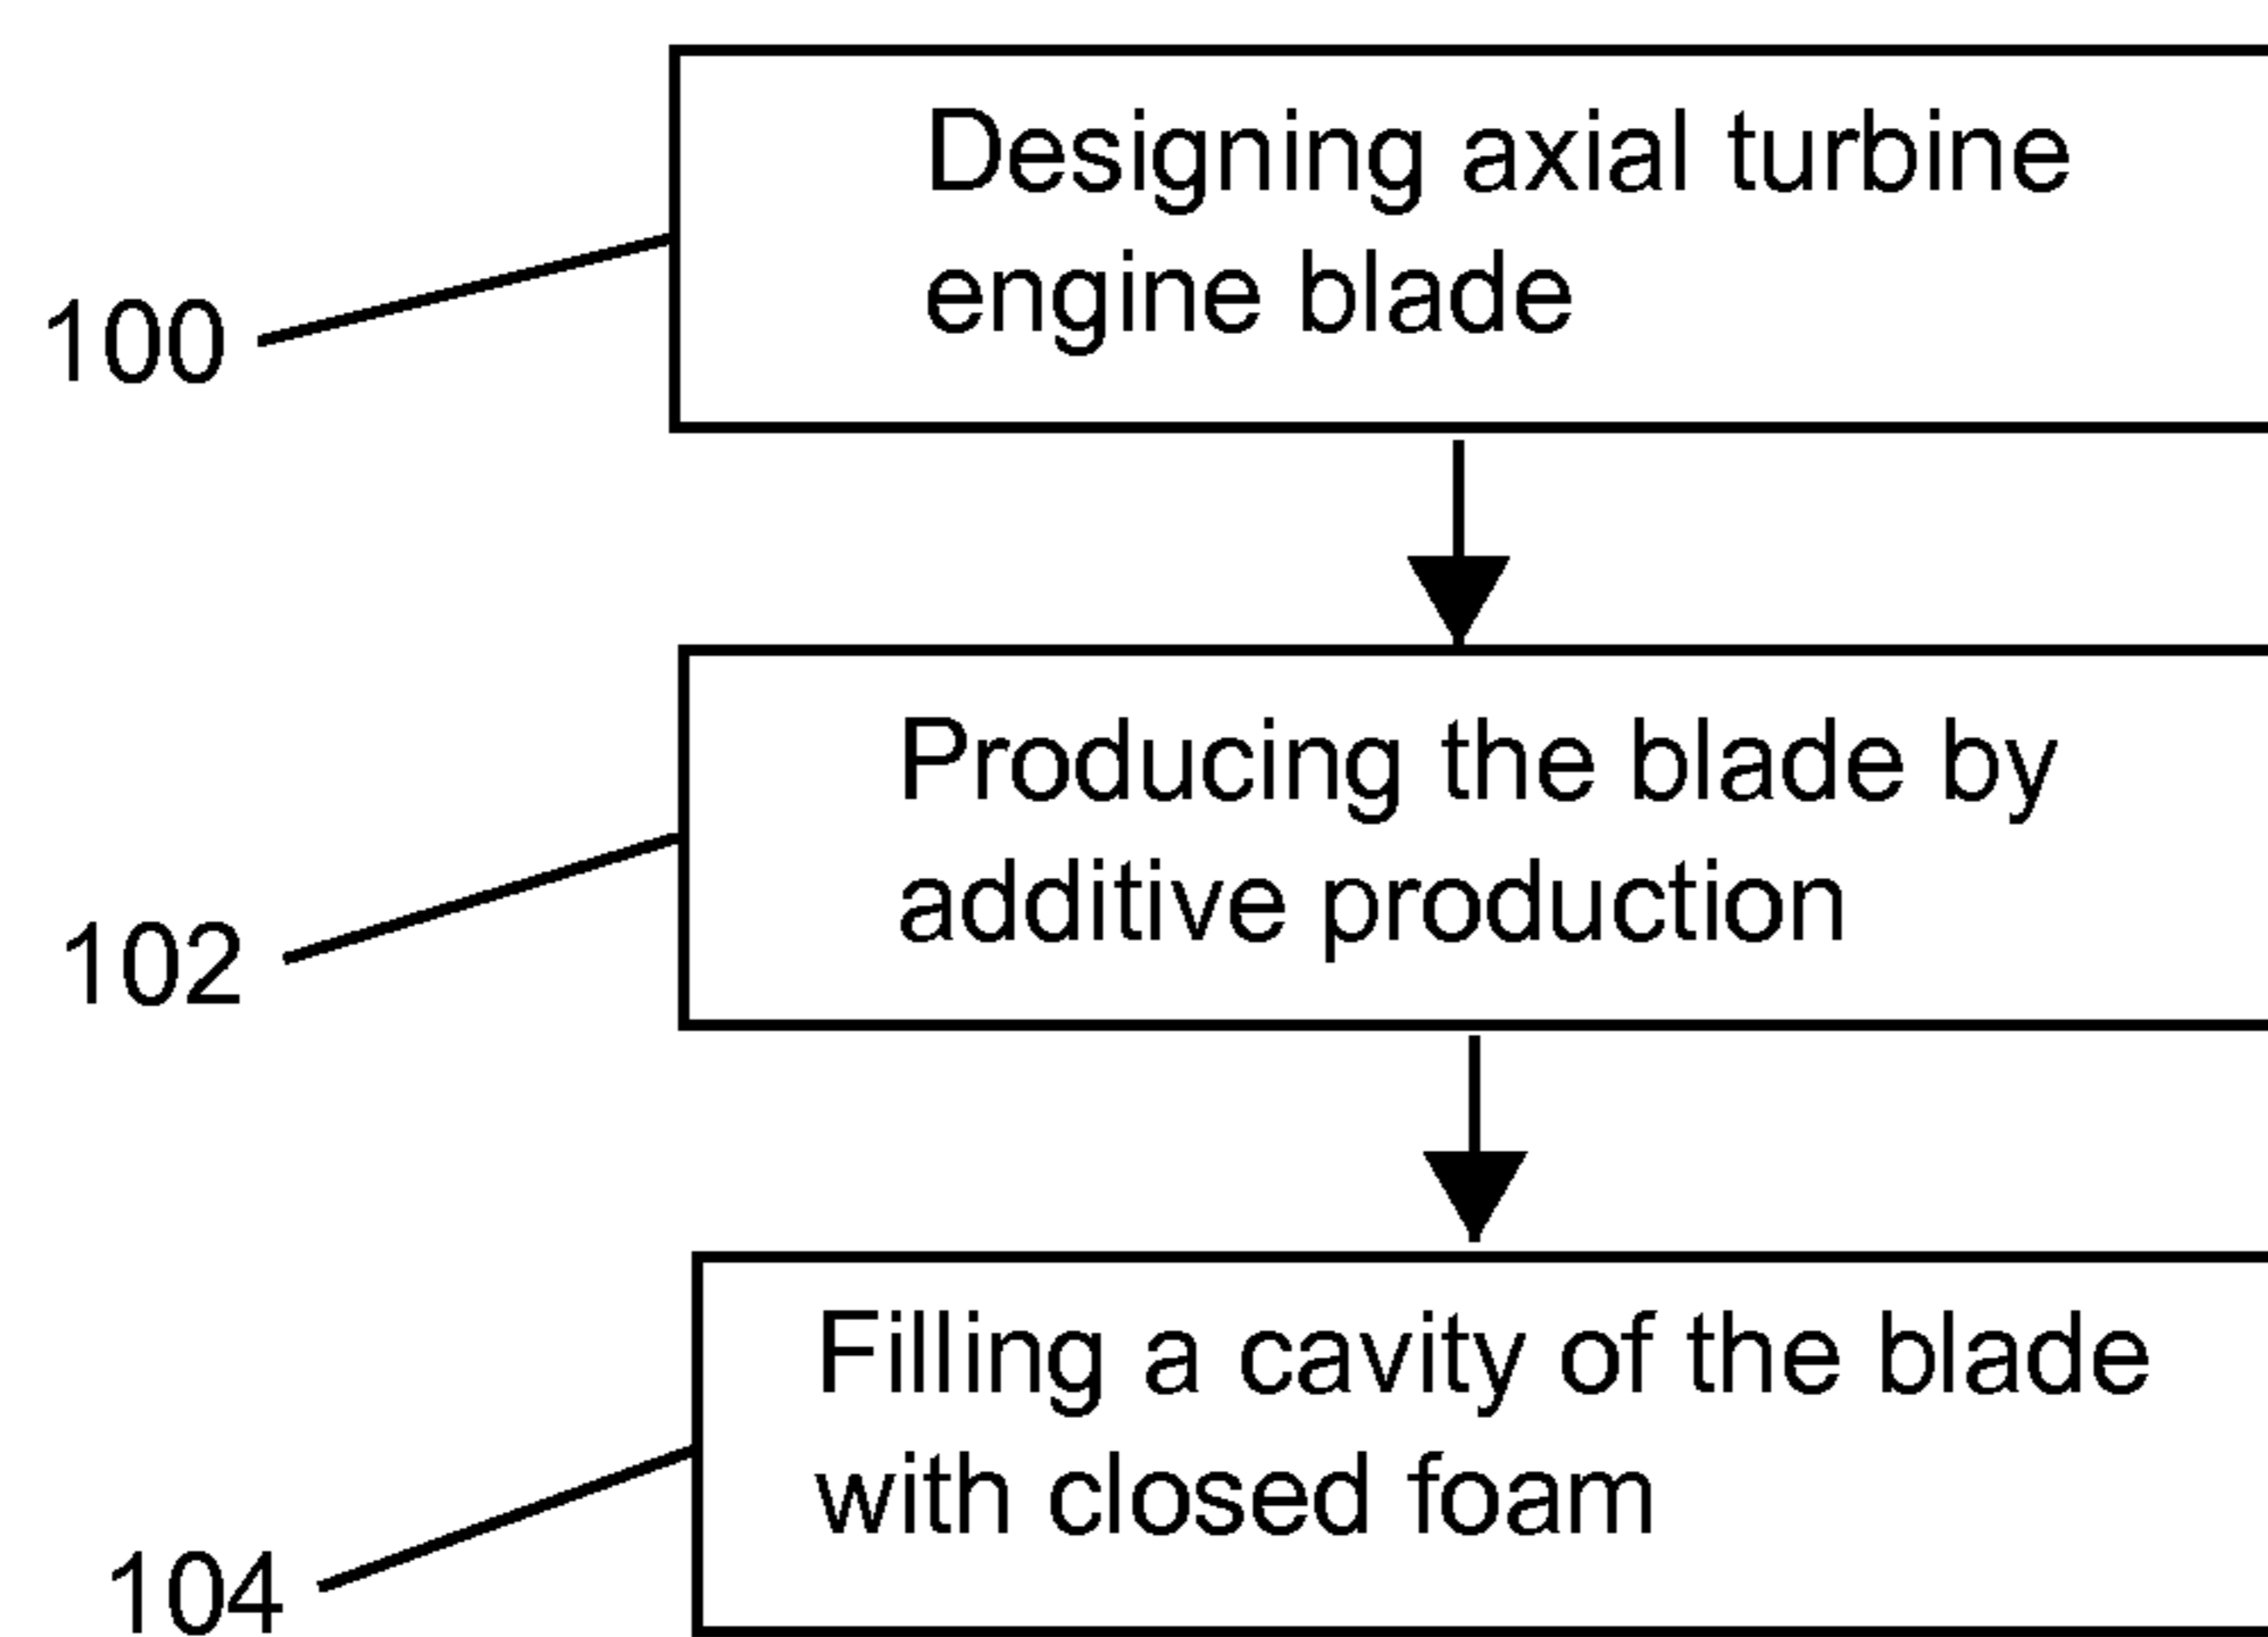 Designing axial turbine
engine blade
100
Producing the blade by
additive production
102
Filling a cavity of the blade
with closed foam
104